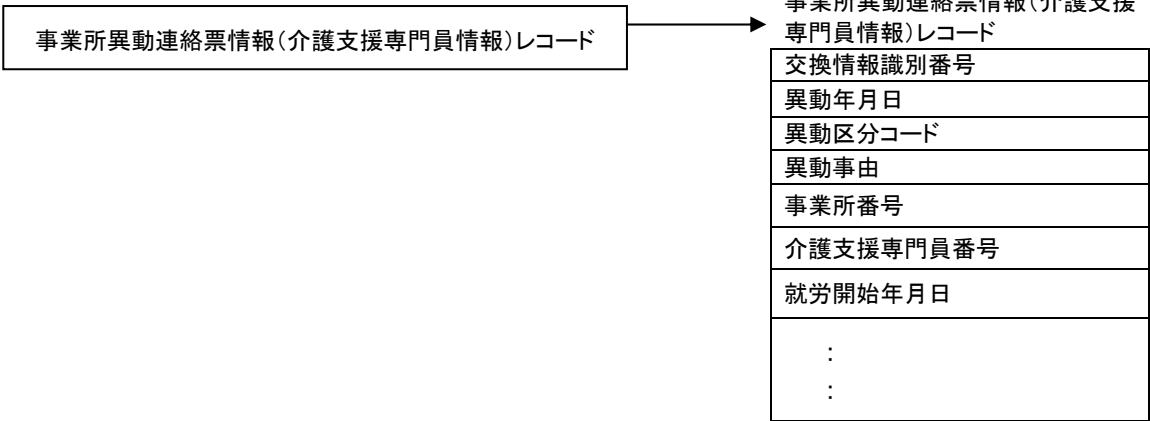 事業所異動連絡票情報(介護支援専門員情報)レコード
事業所異動連絡票情報(介護支援
専門員情報)レコード
交換情報識別番号
異動年月日
異動区分コード
異動事由
事業所番号
介護支援専門員番号
就労開始年月日
:
: